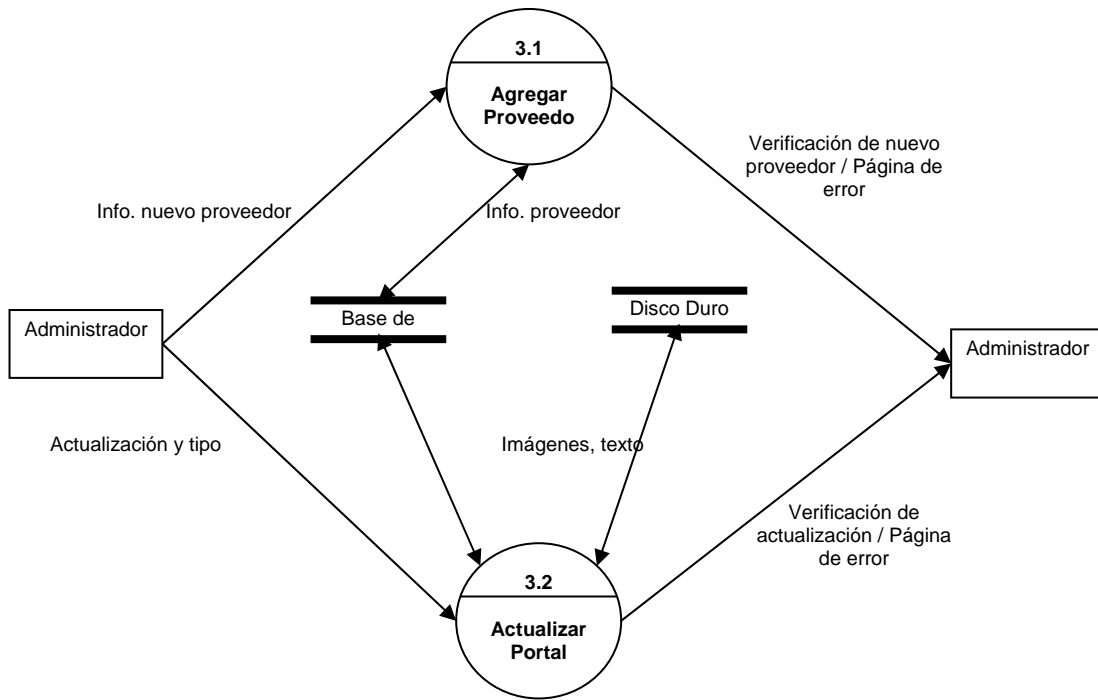 3.1
Agregar
Proveedo
Verificación de nuevo
proveedor / Página de
error
Info. nuevo proveedor
Info. proveedor
Base de
Disco Duro
Administrador
Administrador
Actualización y tipo
Imágenes, texto
Verificación de
actualización / Página
de error
3.2
Actualizar
Portal